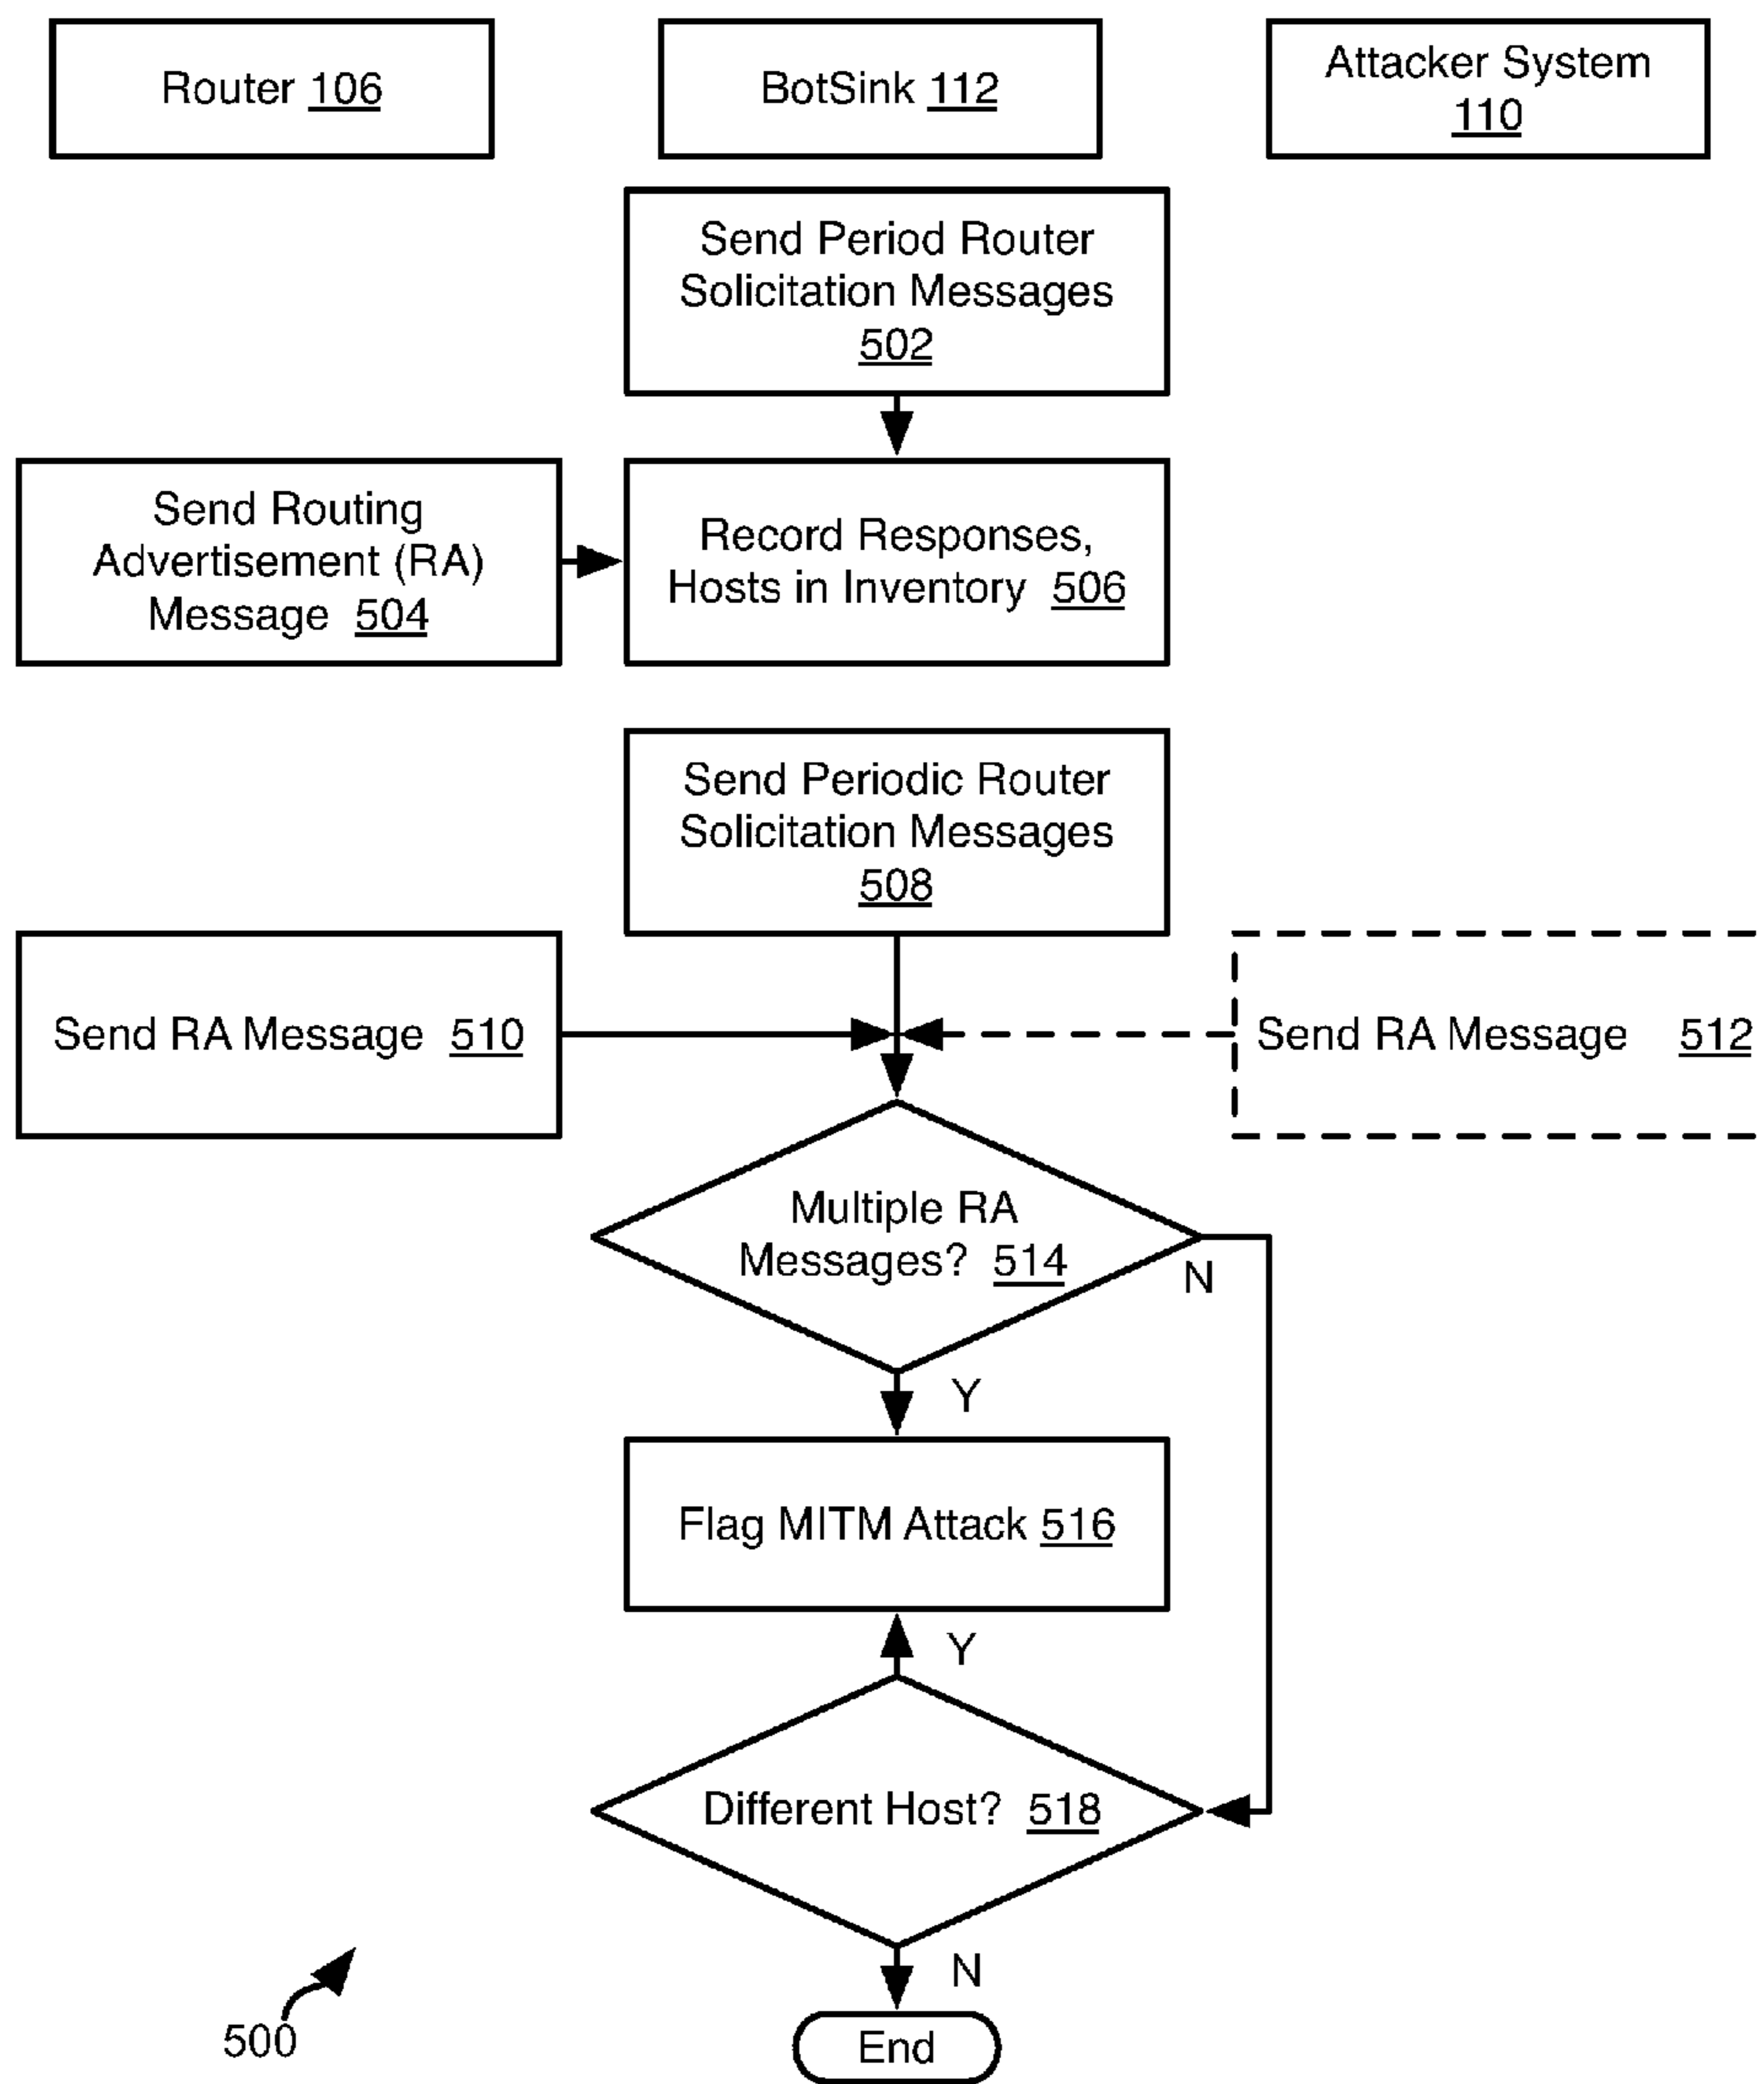 Router 106
BotSink 112
Attacker System
110
Send Period Router
Solicitation Messages
502
Send Routing
Advertisement (RA)
Message 504
Record Responses,
Hosts in Inventory 506
Send Periodic Router
Solicitation Messages
508
Send RA Message 510
Send RA Message 512
Multiple RA
Messages? 514
N
Y
Flag MITM Attack 516
Y
Different Host? 518
N
500
End